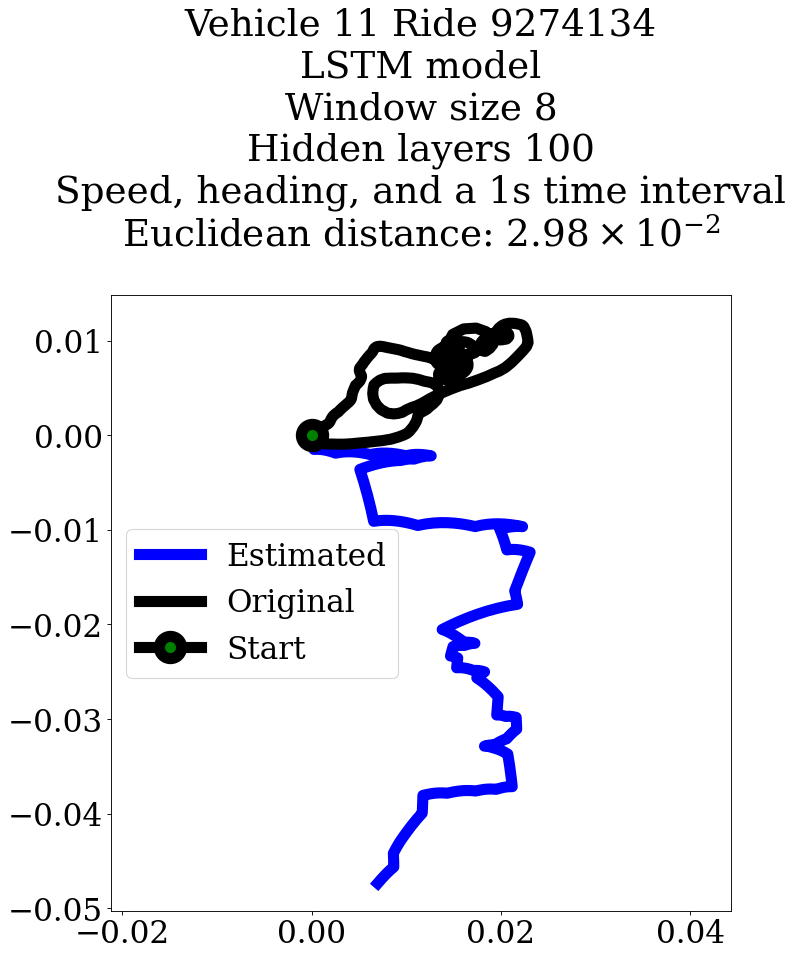 Vehicle 11 Ride 9274134
LSTM model
Window size 8
Hidden layers 100
Speed, heading, and a 1s time interval
Euclidean distance: 2.98 × 10⁻²
0.01
0.00
−0.01
−0.02
−0.03
−0.04
−0.05
Estimated
Original
Start
−0.02 0.00 0.02 0.04